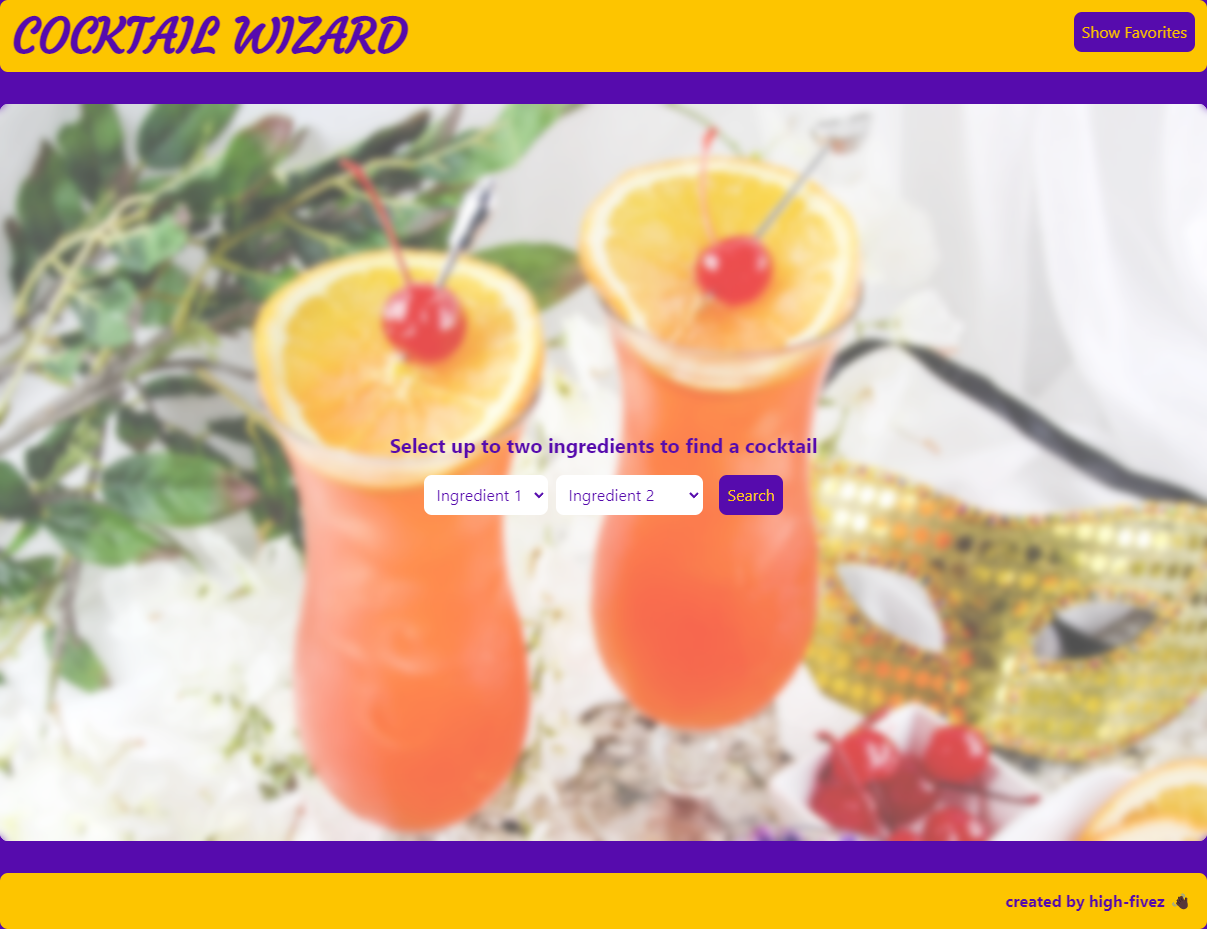 COCKTAIL WIZARD
Show Favorites
Select up to two ingredients to find a cocktail
Ingredient 1
Ingredient 2
Search
created by high-fivez